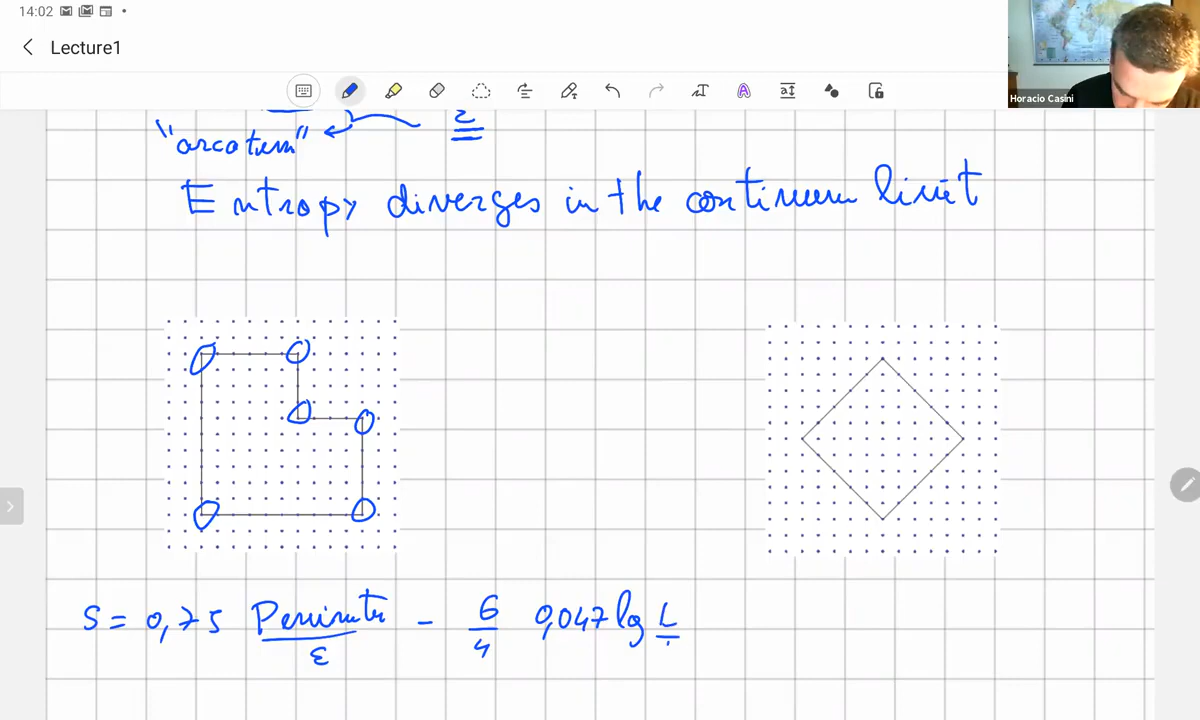 14:02
Lecture1
Horacio Casini
"arcotum" ε
Entropy diverges in the continuum limit
S = 0,75 Perimeter/ε - 6/4 0,047 log L